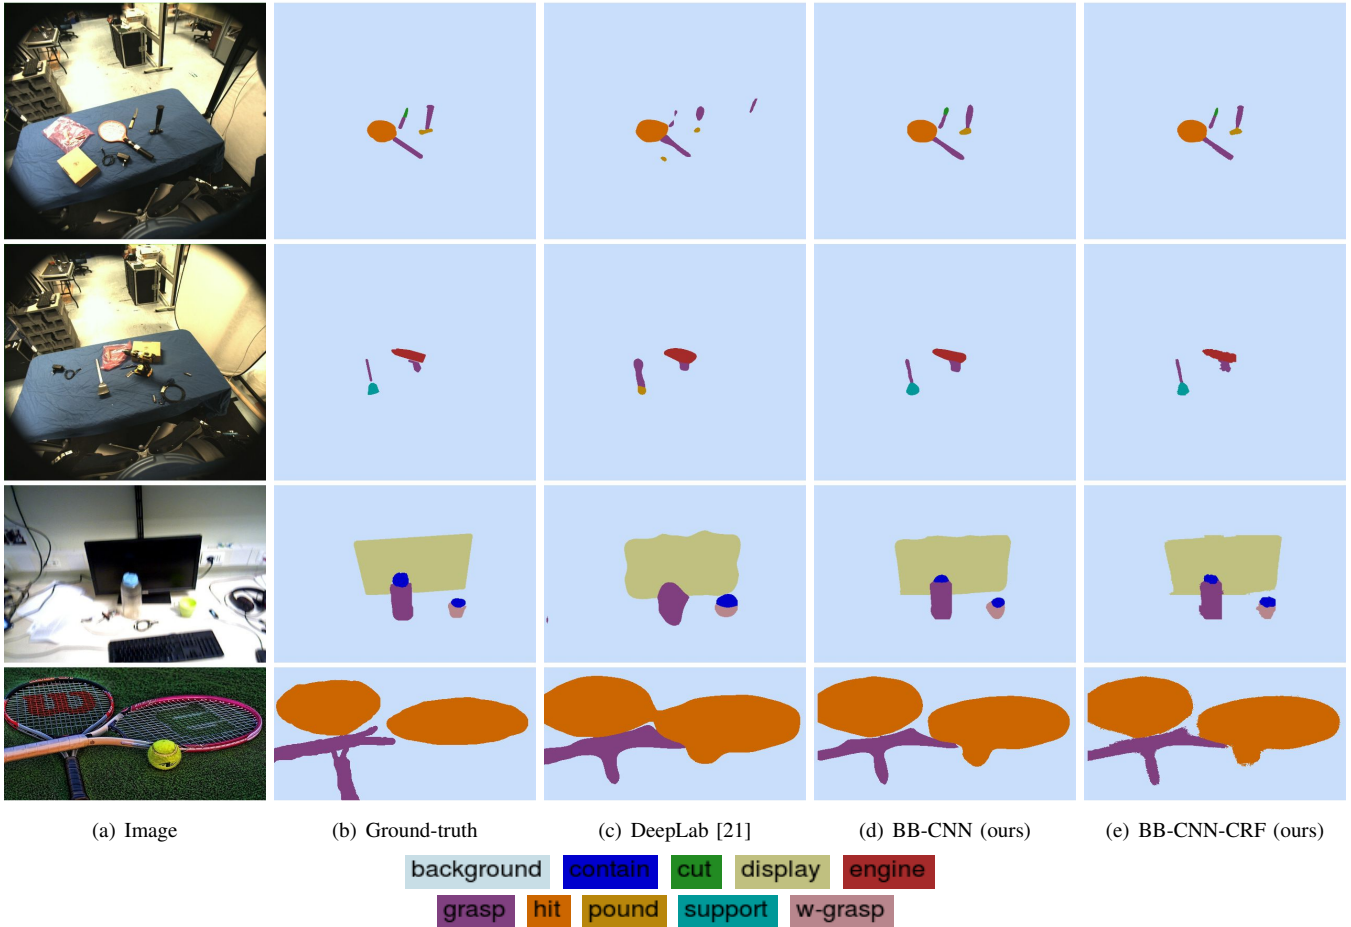 (a) Image (b) Ground-truth (c) DeepLab [21] (d) BB-CNN (ours) (e) BB-CNN-CRF (ours)
background contain cut display engine
grasp hit pound support w-grasp